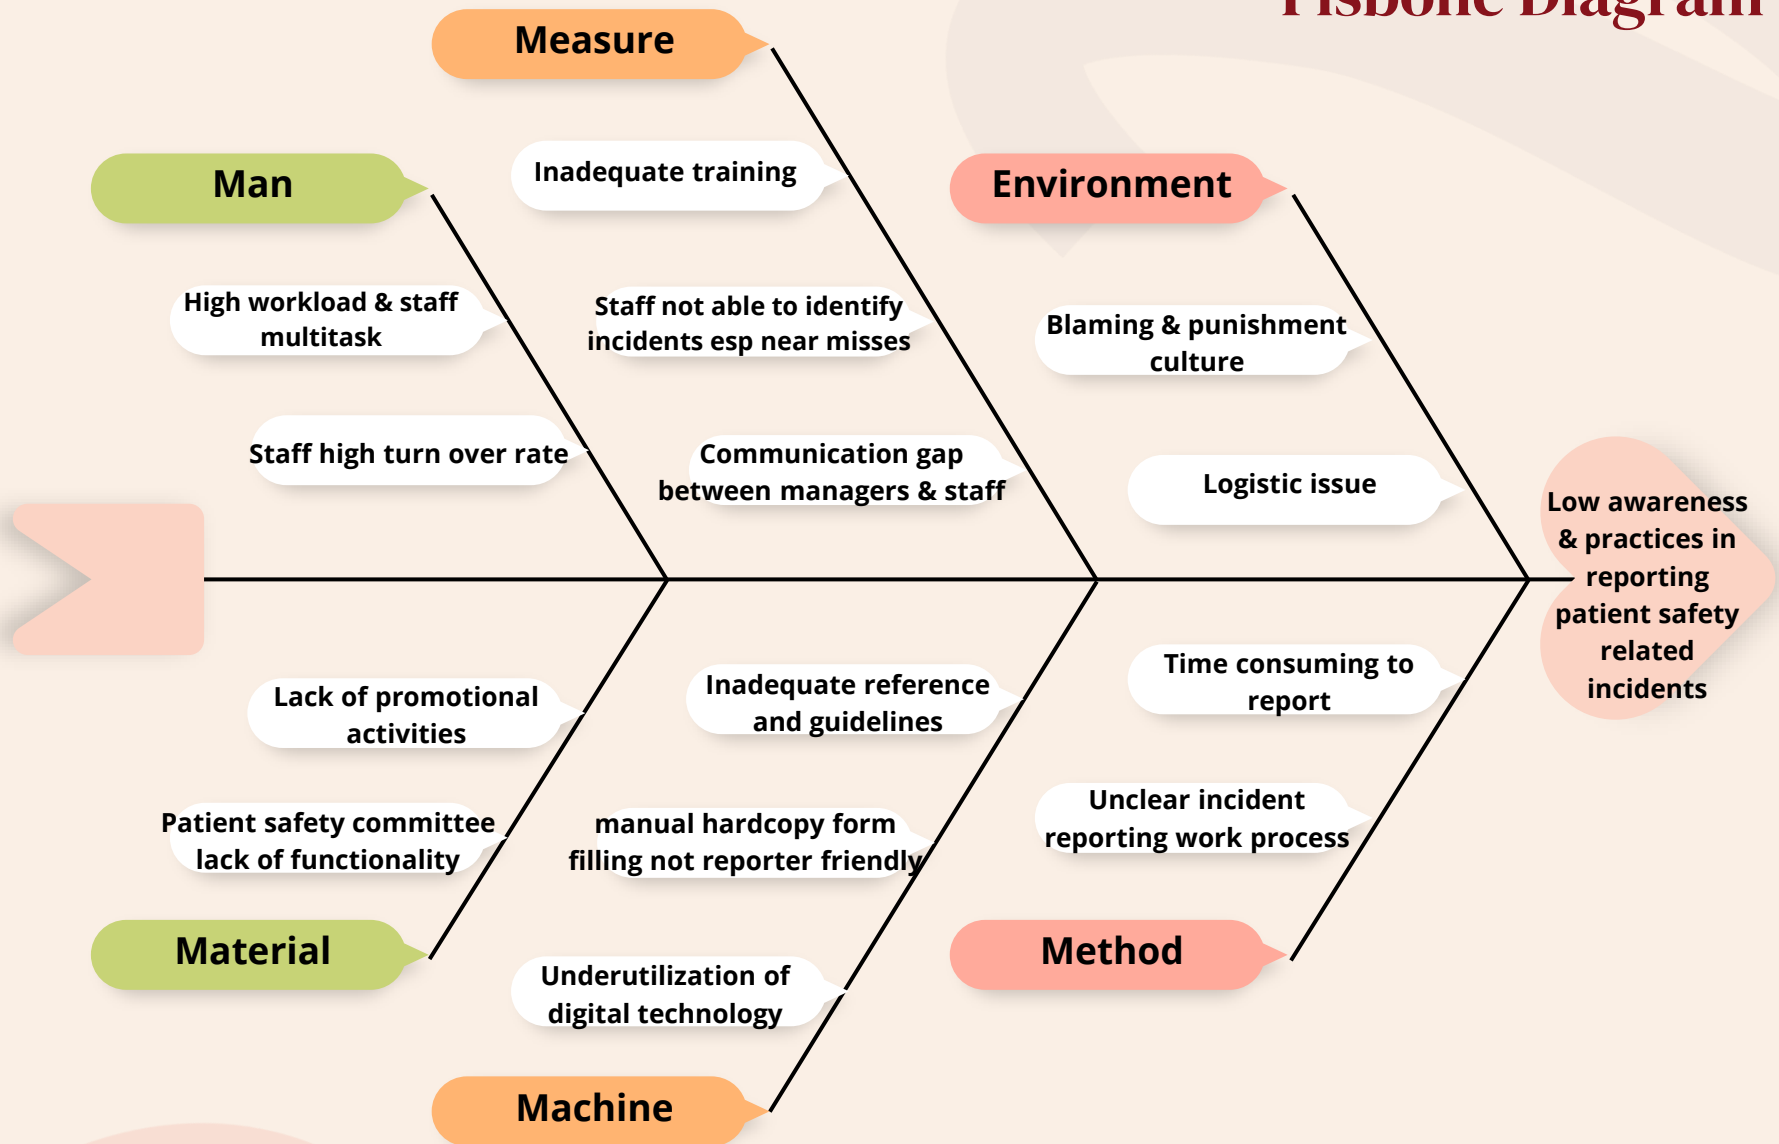 Fisbone Diagram
Measure
Man
Environment
Inadequate training
High workload & staff
multitask
Staff not able to identify
incidents esp near misses
Blaming & punishment
culture
Staff high turn over rate
Communication gap
between managers & staff
Logistic issue
Low awareness
& practices in
reporting
patient safety
related
incidents
Lack of promotional
activities
Inadequate reference
and guidelines
Time consuming to
report
Patient safety committee
lack of functionality
manual hardcopy form
filling not reporter friendly
Unclear incident
reporting work process
Material
Underutilization of
digital technology
Method
Machine